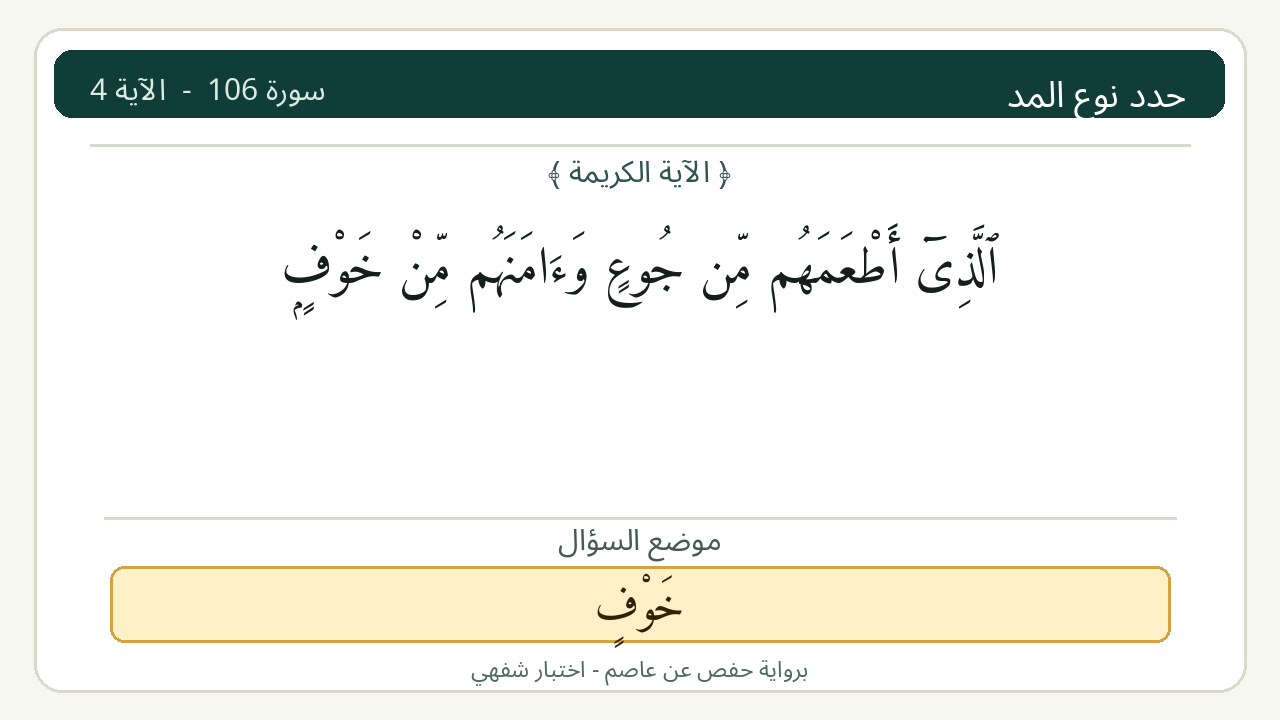 حدد نوع المد
سورة 106 - الآية 4
﴿ الآية الكريمة ﴾
ٱلَّذِىٓ أَطْعَمَهُم مِّن جُوعٍ وَءَامَنَهُم مِّنْ خَوْفٍۭ
موضع السؤال
خَوْفٍ
برواية حفص عن عاصم - اختبار شفهي